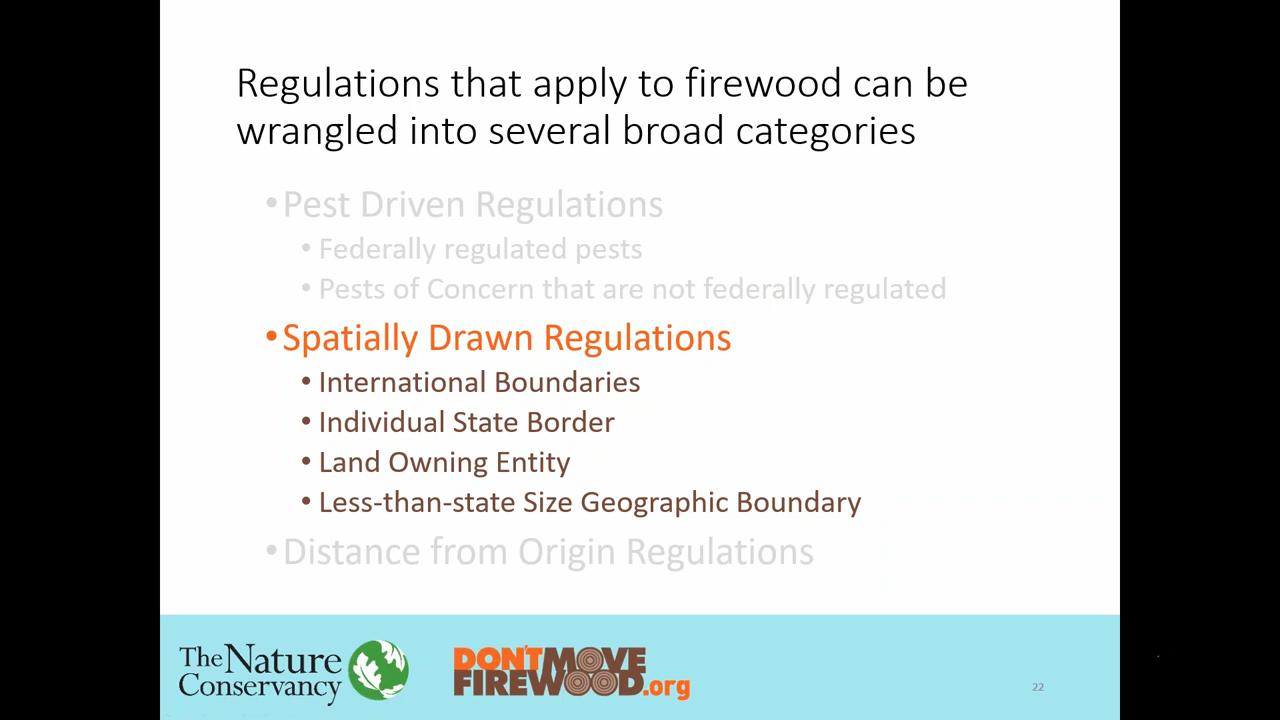 Regulations that apply to firewood can be
wrangled into several broad categories
•Pest Driven Regulations
• Federally regulated pests
• Pests of Concern that are not federally regulated
•Spatially Drawn Regulations
• International Boundaries
• Individual State Border
• Land Owning Entity
• Less-than-state Size Geographic Boundary
•Distance from Origin Regulations
The Nature
Conservancy
DON'T MOVE
FIREWOOD.org
22